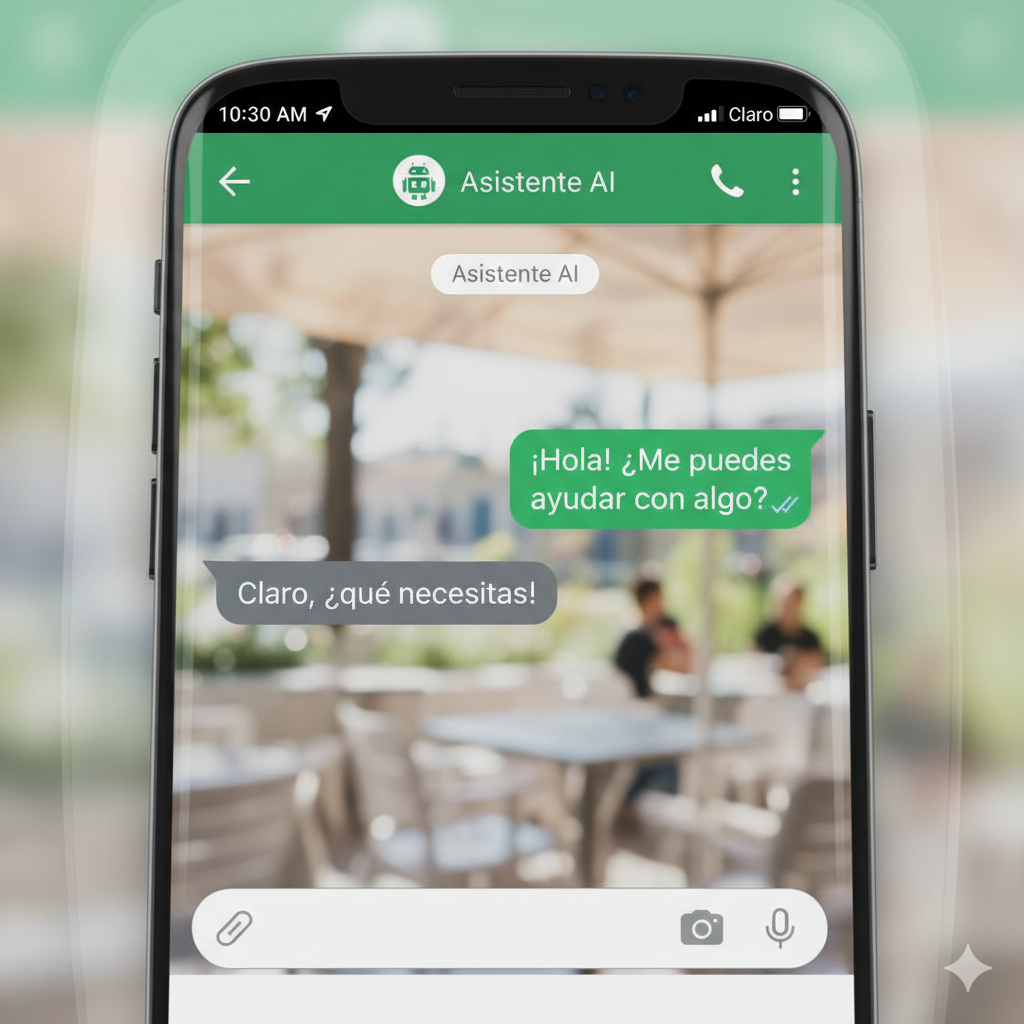 10:30 AM
Claro
Asistente AI
Asistente AI
¡Hola! ¿Me puedes
ayudar con algo?
Claro, ¿qué necesitas!